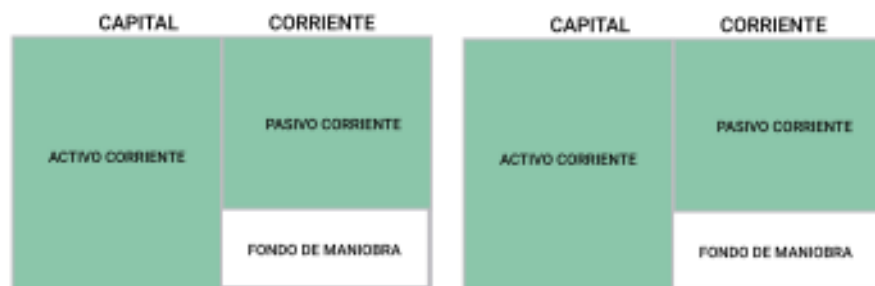 CAPITAL CORRIENTE
ACTIVO CORRIENTE
PASIVO CORRIENTE
FONDO DE MANIOBRA
CAPITAL CORRIENTE
ACTIVO CORRIENTE
PASIVO CORRIENTE
FONDO DE MANIOBRA